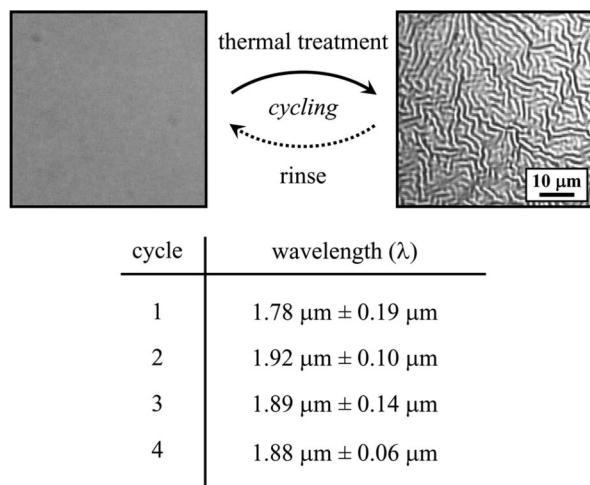 thermal treatment
cycling
rinse
10 μm
cycle wavelength (λ)
1 1.78 μm ± 0.19 μm
2 1.92 μm ± 0.10 μm
3 1.89 μm ± 0.14 μm
4 1.88 μm ± 0.06 μm